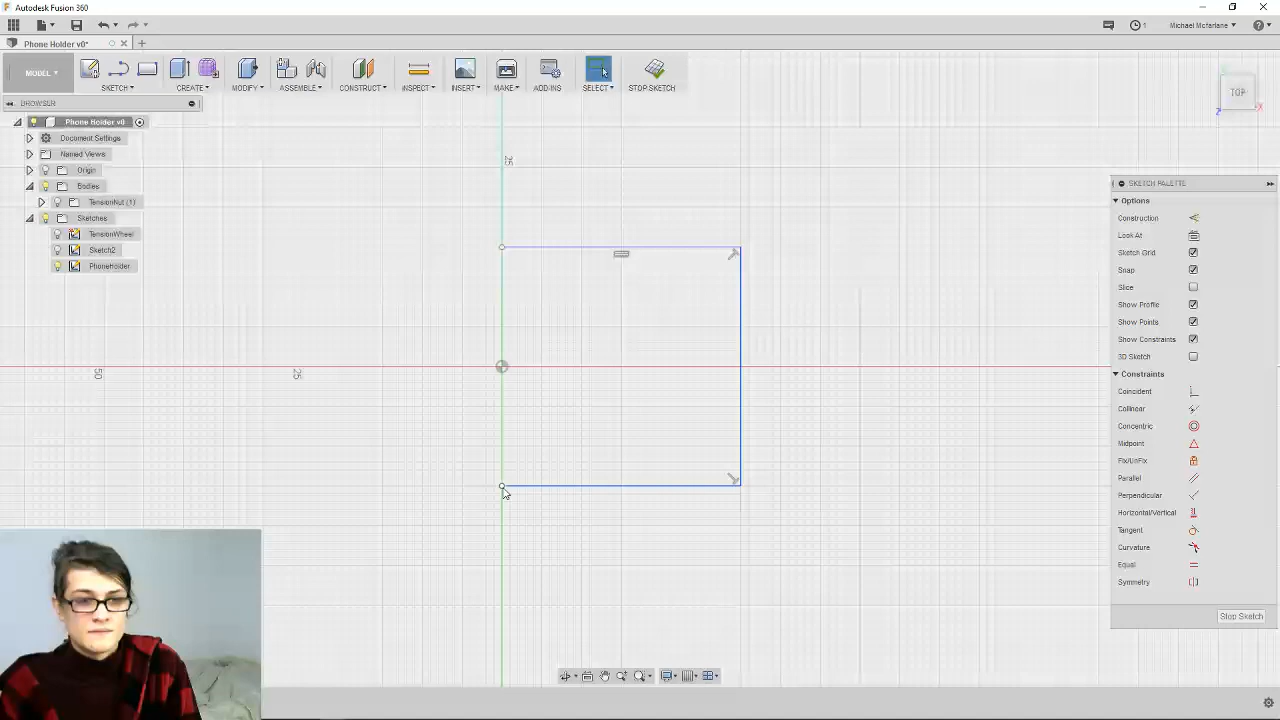 Autodesk Fusion 360
Michael Mcfarlane
Phone Holder v0*
MODEL
SKETCH
CREATE
MODIFY
ASSEMBLE
CONSTRUCT
INSPECT
INSERT
MAKE
ADD-INS
SELECT
STOP SKETCH
TOP
X
Z
BROWSER
Phone Holder v0
Document Settings
Named Views
Origin
Bodies
TensionNut (1)
Sketches
TensionWheel
Sketch2
PhoneHolder
25
50
25
SKETCH PALETTE
Options
Construction
Look At
Sketch Grid
Snap
Slice
Show Profile
Show Points
Show Constraints
3D Sketch
Constraints
Coincident
Collinear
Concentric
Midpoint
Fix/UnFix
Parallel
Perpendicular
Horizontal/Vertical
Tangent
Curvature
Equal
Symmetry
Stop Sketch